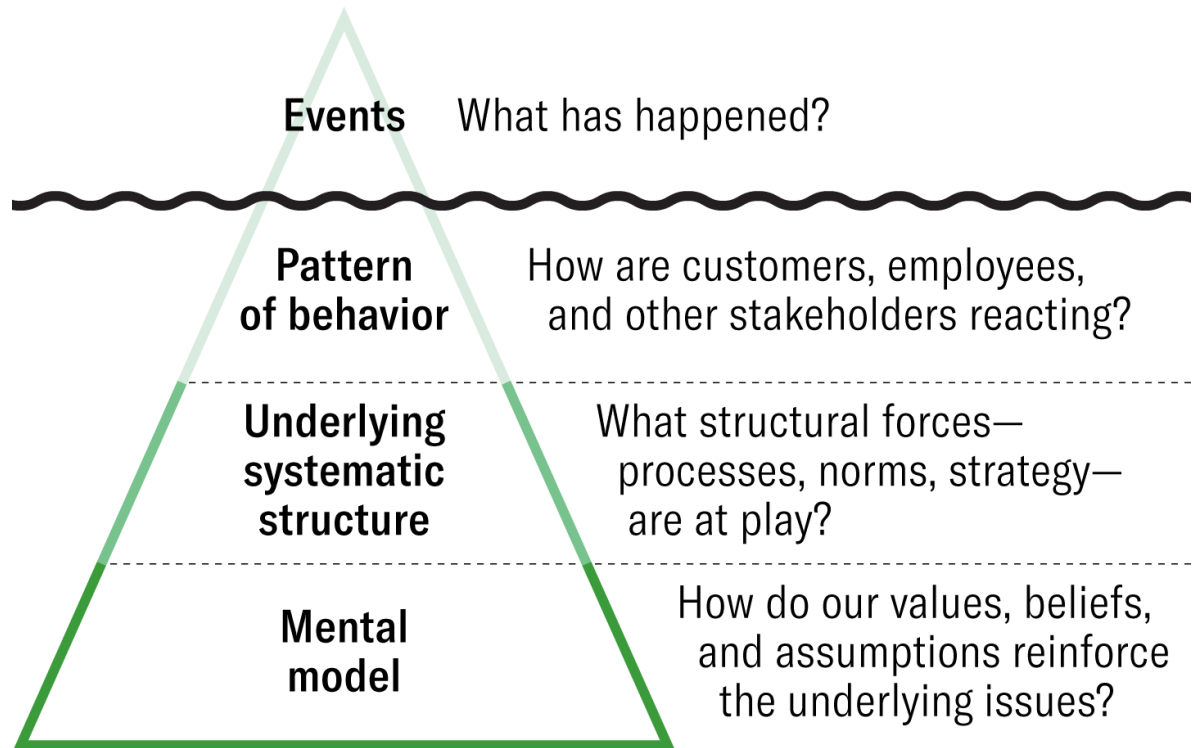 Events
What has happened?
Pattern
of behavior
How are customers, employees,
and other stakeholders reacting?
Underlying
systematic
structure
What structural forces—
processes, norms, strategy—
are at play?
Mental
model
How do our values, beliefs,
and assumptions reinforce
the underlying issues?